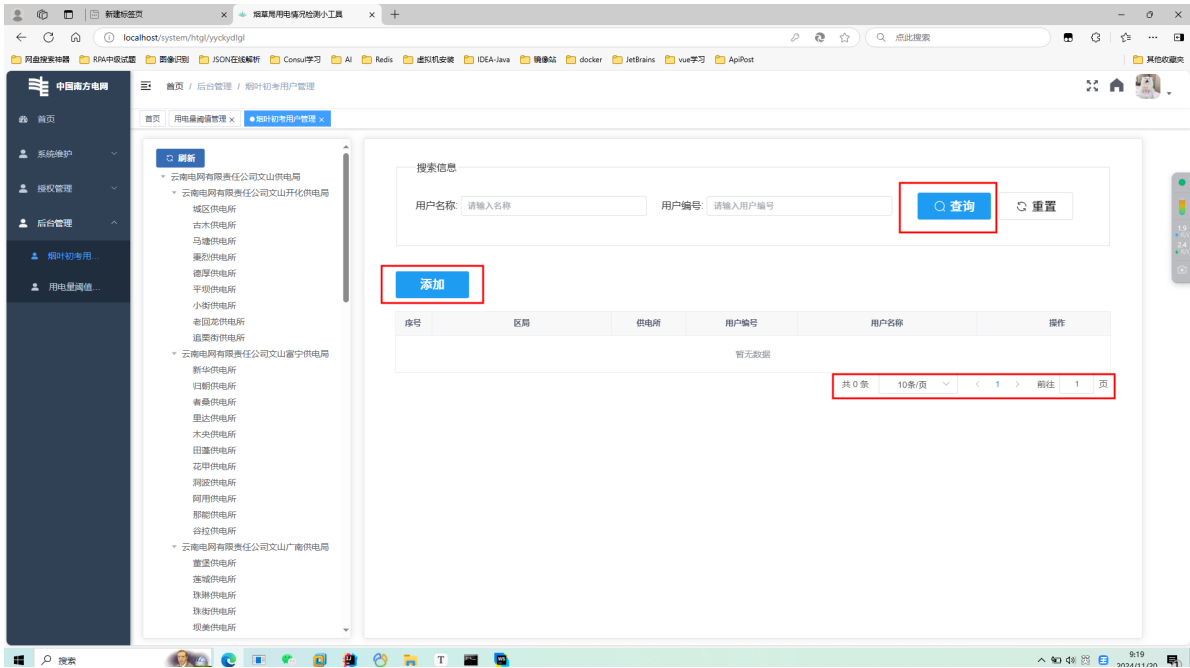 新建标签页
烟草局用电情况检测小工具
localhost/system/htgl/yyckydlgl
点此搜索
网盘搜索神器 RPA中级试题 图像识别 JSON在线解析 Consul学习 AI Redis 虚拟机安装 IDEA-Java 镜像站 docker JetBrains vue学习 ApiPost 其他收藏夹
中国南方电网
首页 / 后台管理 / 烟叶初考用户管理
首页
系统维护
授权管理
后台管理
烟叶初考用...
用电量阈值...
首页 用电量阈值管理 × 烟叶初考用户管理 ×
刷新
云南电网有限责任公司文山供电局
云南电网有限责任公司文山开化供电局
城区供电所
古木供电所
马塘供电所
秉烈供电所
德厚供电所
平坝供电所
小街供电所
老回龙供电所
追栗街供电所
云南电网有限责任公司文山富宁供电局
新华供电所
归朝供电所
者桑供电所
里达供电所
木央供电所
田蓬供电所
花甲供电所
洞波供电所
阿用供电所
那能供电所
谷拉供电所
云南电网有限责任公司文山广南供电局
董堡供电所
莲城供电所
珠琳供电所
珠街供电所
坝美供电所
搜索信息
用户名称: 请输入名称 用户编号: 请输入用户编号 查询 重置
添加
序号 区局 供电所 用户编号 用户名称 操作
暂无数据
共 0 条 10条/页 1 前往 1 页
1.9
2.4
搜索
9:19
2024/11/20